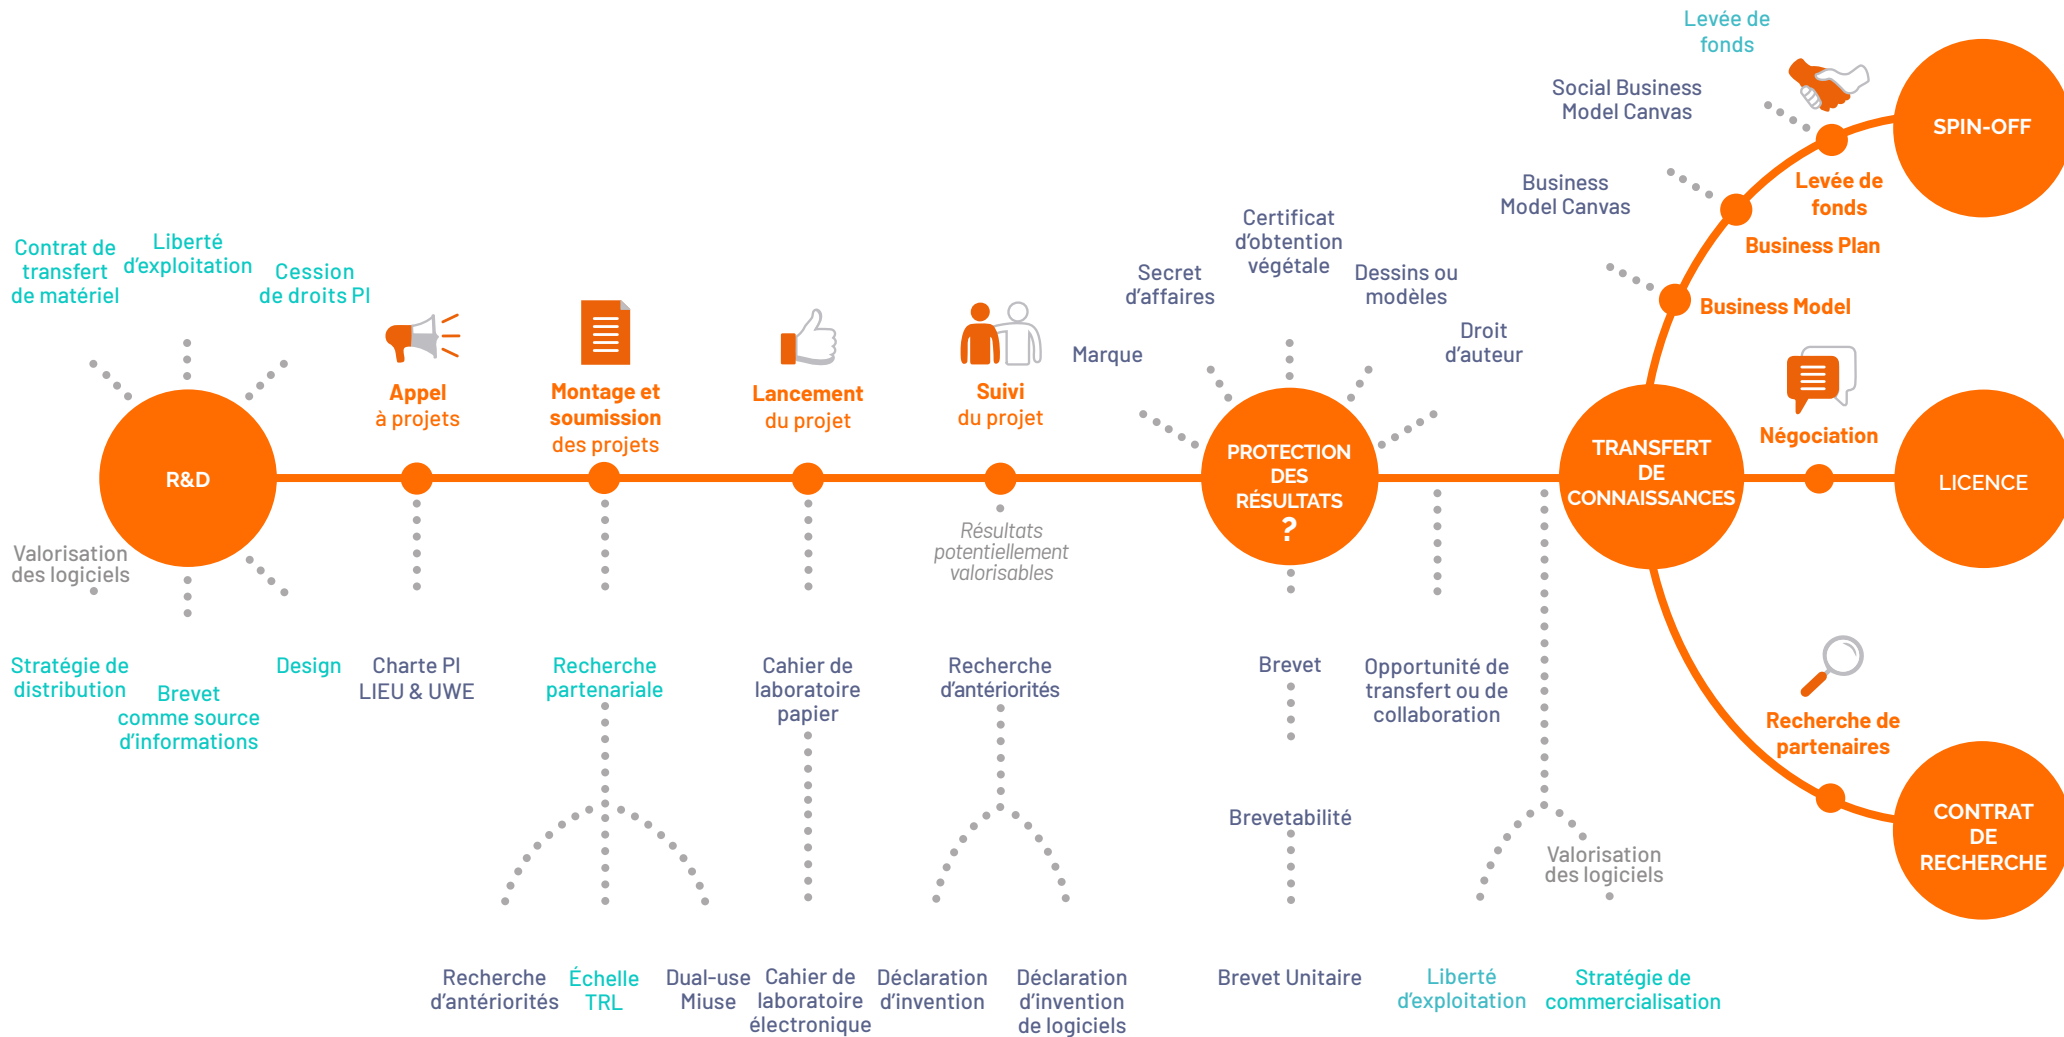 Contrat de
transfert
de matériel
Liberté
d'exploitation
Cession
de droits PI
R&D
Valorisation
des logiciels
Stratégie de
distribution
Brevet
comme source
d'informations
Design
Appel
à projets
Charte PI
LIEU & UWE
Montage et
soumission
des projets
Recherche
partenariale
Recherche
d'antériorités
Échelle
TRL
Dual-use
Miuse
Lancement
du projet
Cahier de
laboratoire
papier
Cahier de
laboratoire
électronique
Suivi
du projet
Résultats
potentiellement
valorisables
Recherche
d'antériorités
Déclaration
d'invention
Déclaration
d'invention
de logiciels
Marque
Secret
d'affaires
Certificat
d'obtention
végétale
Dessins ou
modèles
Droit
d'auteur
PROTECTION
DES
RÉSULTATS
?
Brevet
Brevetabilité
Brevet Unitaire
Opportunité de
transfert ou de
collaboration
Valorisation
des logiciels
Liberté
d'exploitation
Stratégie de
commercialisation
TRANSFERT
DE
CONNAISSANCES
Business
Model Canvas
Business Model
Social Business
Model Canvas
Business Plan
Levée de
fonds
Levée de
fonds
SPIN-OFF
Négociation
LICENCE
Recherche de
partenaires
CONTRAT
DE
RECHERCHE